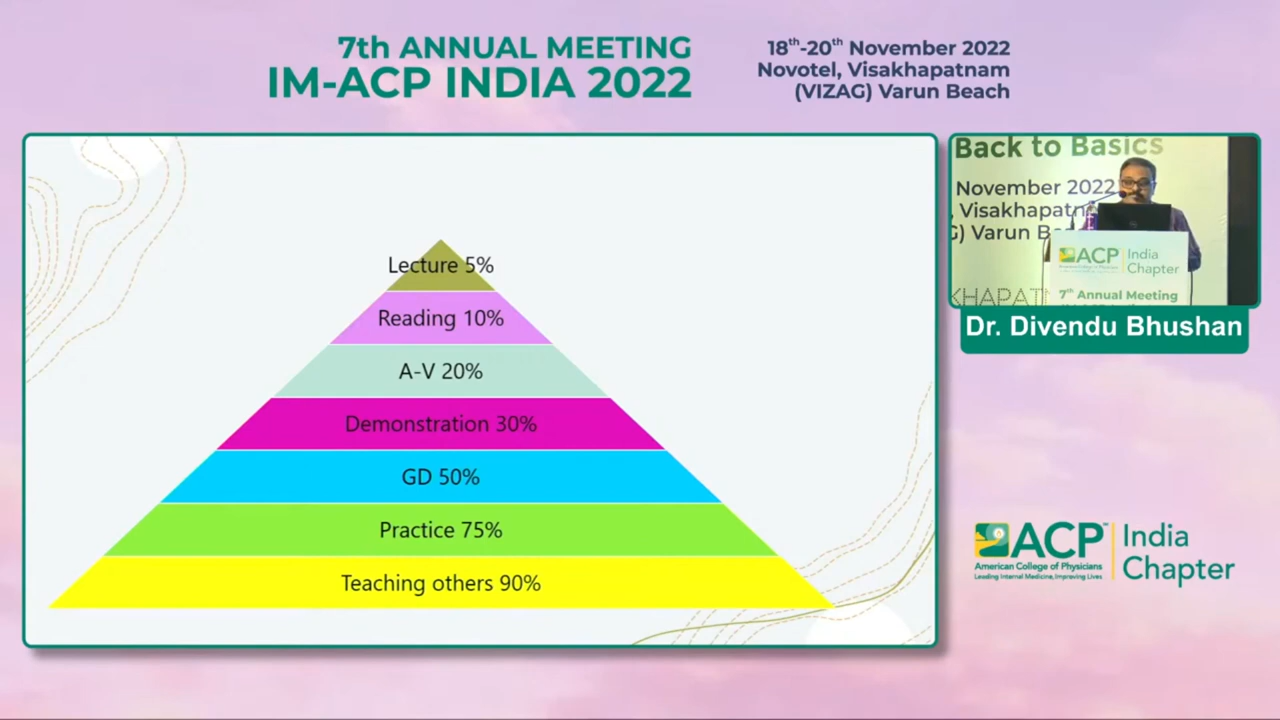 7th ANNUAL MEETING
IM-ACP INDIA 2022
18th-20th November 2022
Novotel, Visakhapatnam
(VIZAG) Varun Beach
Lecture 5%
Reading 10%
A-V 20%
Demonstration 30%
GD 50%
Practice 75%
Teaching others 90%
Back to Basics
November 2022
, Visakhapatn
G) Varun B
ACP India
Chapter
7th Annual Meeting
KHAPATN
Dr. Divendu Bhushan
ACP™ India
Chapter
American College of Physicians
Leading Internal Medicine, Improving Lives